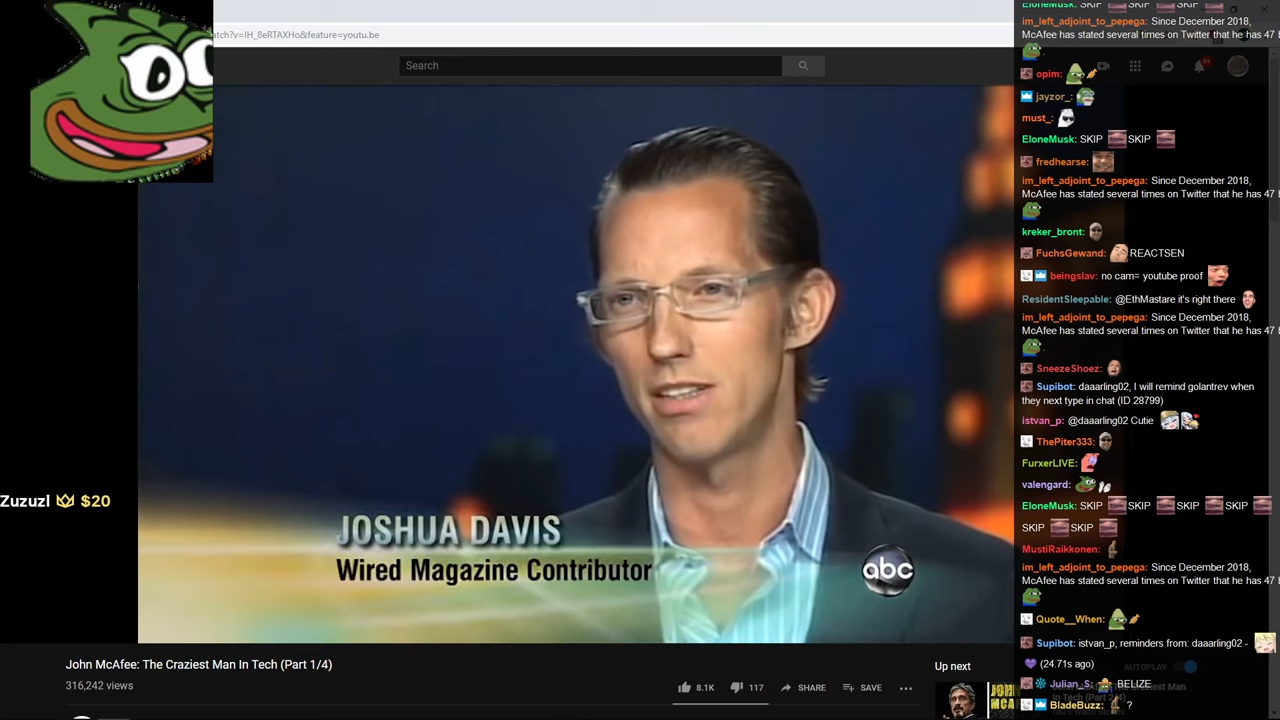 atch?v=IH_8eRTAXHo&feature=youtu.be
Search
JOSHUA DAVIS
Wired Magazine Contributor
abc
Zuzuzl $20
John McAfee: The Craziest Man In Tech (Part 1/4)
316,242 views
8.1K 117 SHARE SAVE
Up next
AUTOPLAY
EloneMusk: SKIP SKIP SKIP
im_left_adjoint_to_pepega: Since December 2018,
McAfee has stated several times on Twitter that he has 47
.
opim:
jayzor_:
must_:
EloneMusk: SKIP SKIP
fredhearse:
im_left_adjoint_to_pepega: Since December 2018,
McAfee has stated several times on Twitter that he has 47
kreker_bront:
FuchsGewand: REACTSEN
beingslav: no cam= youtube proof
ResidentSleepable: @EthMastare it's right there
im_left_adjoint_to_pepega: Since December 2018,
McAfee has stated several times on Twitter that he has 47
.
SneezeShoez:
Supibot: daaarling02, I will remind golantrev when
they next type in chat (ID 28799)
istvan_p: @daaarling02 Cutie
ThePiter333:
FurxerLIVE:
valengard:
EloneMusk: SKIP SKIP SKIP
SKIP SKIP
MustiRaikkonen:
im_left_adjoint_to_pepega: Since December 2018,
McAfee has stated several times on Twitter that he has 47
Quote__When:
Supibot: istvan_p, reminders from: daaarling02 -
(24.71s ago)
Julian_S: BELIZE
BladeBuzz: ?